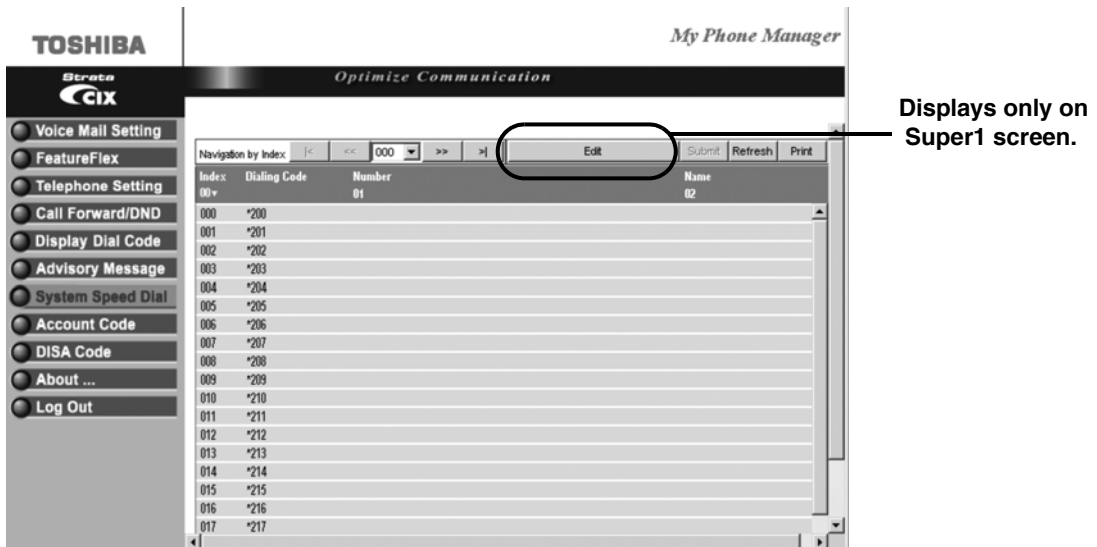 TOSHIBA
My Phone Manager
Strata
CIX
Optimize Communication
Displays only on
Super1 screen.
Voice Mail Setting
FeatureFlex
Telephone Setting
Call Forward/DND
Display Dial Code
Advisory Message
System Speed Dial
Account Code
DISA Code
About ...
Log Out
Navigation by Index |< << 000 >> >| Edit Submit Refresh Print
Index Dialing Code Number Name
00 01 02
000 *200
001 *201
002 *202
003 *203
004 *204
005 *205
006 *206
007 *207
008 *208
009 *209
010 *210
011 *211
012 *212
013 *213
014 *214
015 *215
016 *216
017 *217